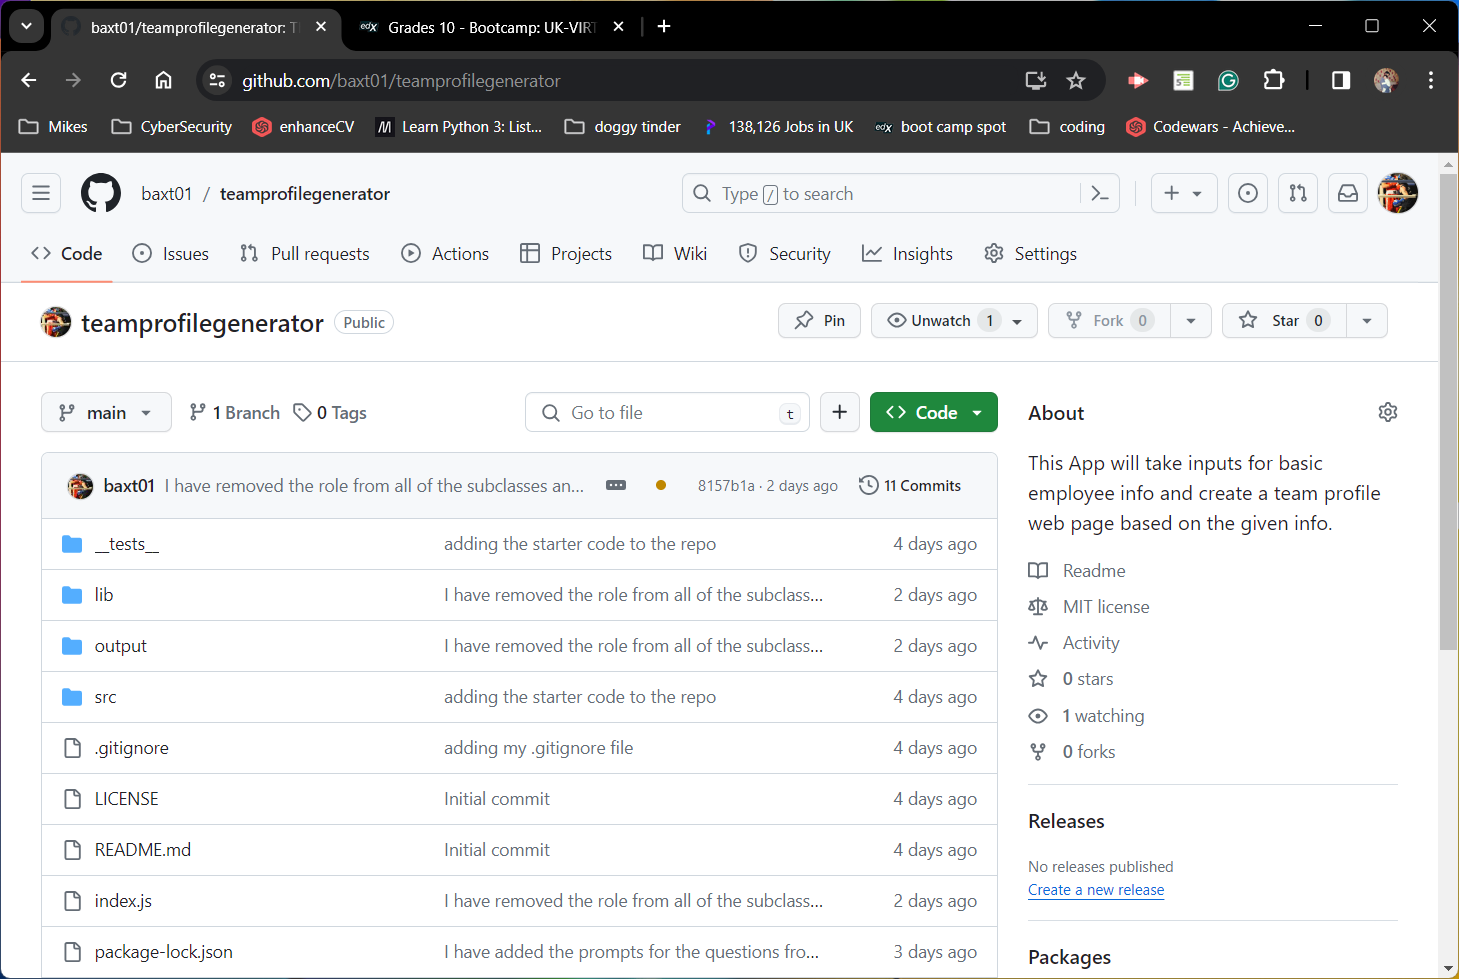 baxt01/teamprofilegenerator: T
edx Grades 10 - Bootcamp: UK-VIRT
github.com/baxt01/teamprofilegenerator
Mikes CyberSecurity enhanceCV M Learn Python 3: List... doggy tinder 138,126 Jobs in UK edx boot camp spot coding Codewars - Achieve...
baxt01 / teamprofilegenerator Type / to search
Code Issues Pull requests Actions Projects Wiki Security Insights Settings
teamprofilegenerator Public Pin Unwatch 1 Fork 0 Star 0
main 1 Branch 0 Tags Go to file t Code
baxt01 I have removed the role from all of the subclasses an... 8157b1a · 2 days ago 11 Commits
__tests__ adding the starter code to the repo 4 days ago
lib I have removed the role from all of the subclass... 2 days ago
output I have removed the role from all of the subclass... 2 days ago
src adding the starter code to the repo 4 days ago
.gitignore adding my .gitignore file 4 days ago
LICENSE Initial commit 4 days ago
README.md Initial commit 4 days ago
index.js I have removed the role from all of the subclass... 2 days ago
package-lock.json I have added the prompts for the questions fro... 3 days ago
About
This App will take inputs for basic
employee info and create a team profile
web page based on the given info.
Readme
MIT license
Activity
0 stars
1 watching
0 forks
Releases
No releases published
Create a new release
Packages